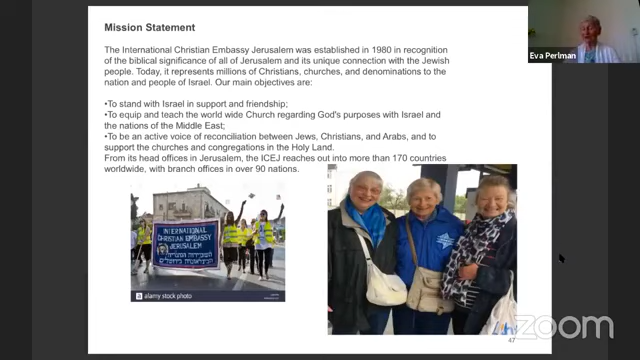 Mission Statement
The International Christian Embassy Jerusalem was established in 1980 in recognition
of the biblical significance of all of Jerusalem and its unique connection with the Jewish
people. Today, it represents millions of Christians, churches, and denominations to the
nation and people of Israel. Our main objectives are:
•To stand with Israel in support and friendship;
•To equip and teach the world wide Church regarding God's purposes with Israel and
the nations of the Middle East;
•To be an active voice of reconciliation between Jews, Christians, and Arabs, and to
support the churches and congregations in the Holy Land.
From its head offices in Jerusalem, the ICEJ reaches out into more than 170 countries
worldwide, with branch offices in over 90 nations.
Eva Perlman
INTERNATIONAL
CHRISTIAN EMBASSY
JERUSALEM
a alamy stock photo
zoom
47